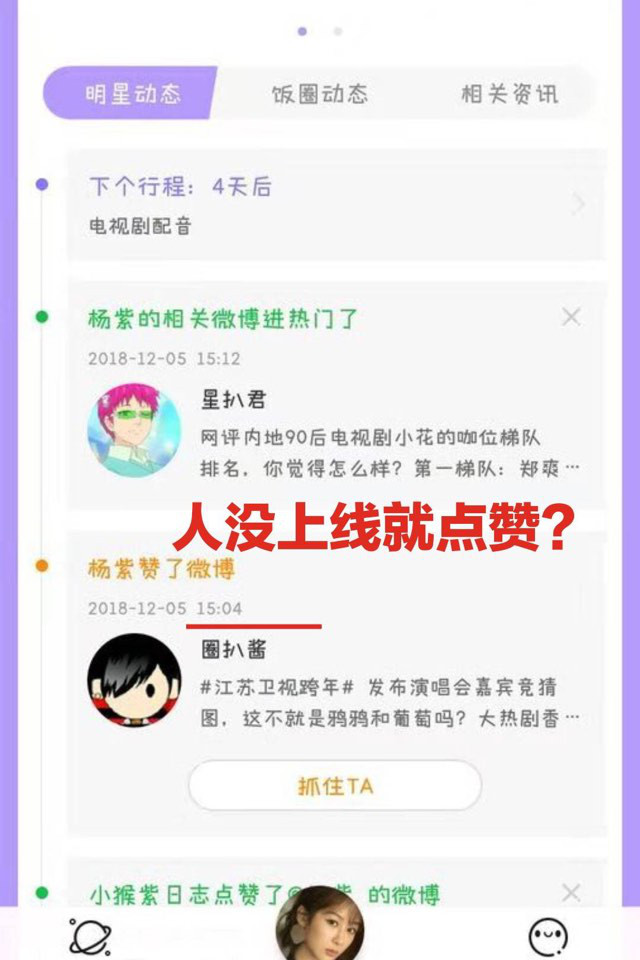 明星动态
饭圈动态
相关资讯
下个行程：4天后
电视剧配音
杨紫的相关微博进热门了
2018-12-05 15:12
星扒君
网评内地90后电视剧小花的咖位梯队
排名，你觉得怎么样？第一梯队：郑爽…
人没上线就点赞？
杨紫赞了微博
2018-12-05 15:04
圈扒酱
#江苏卫视跨年# 发布演唱会嘉宾竞猜
图，这不就是鸦鸦和葡萄吗？大热剧香…
抓住TA
小猴紫日志点赞了@ 紫_的微博